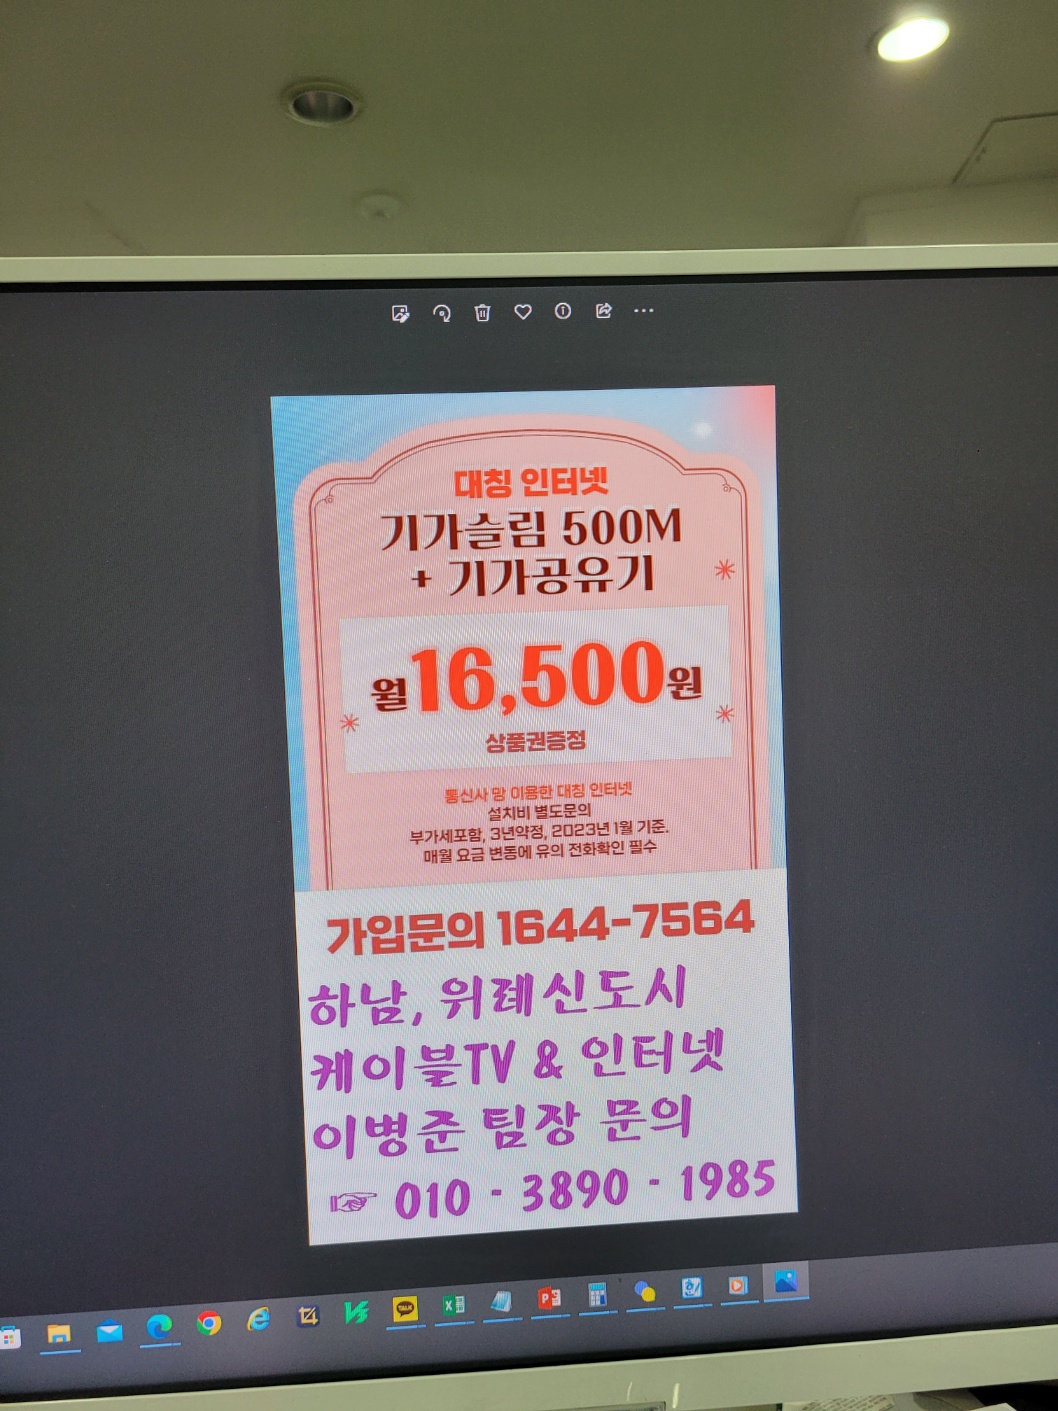 대칭 인터넷
기가슬림 500M
+ 기가공유기
월16,500원
상품권증정
통신사 망 이용한 대칭 인터넷
설치비 별도문의
부가세포함, 3년약정, 2023년 1월 기준.
매월 요금 변동에 유의 전화확인 필수
가입문의 1644-7564
하남, 위례신도시
케이블TV & 인터넷
이병준 팀장 문의
☞ 010 - 3890 - 1985
TALK